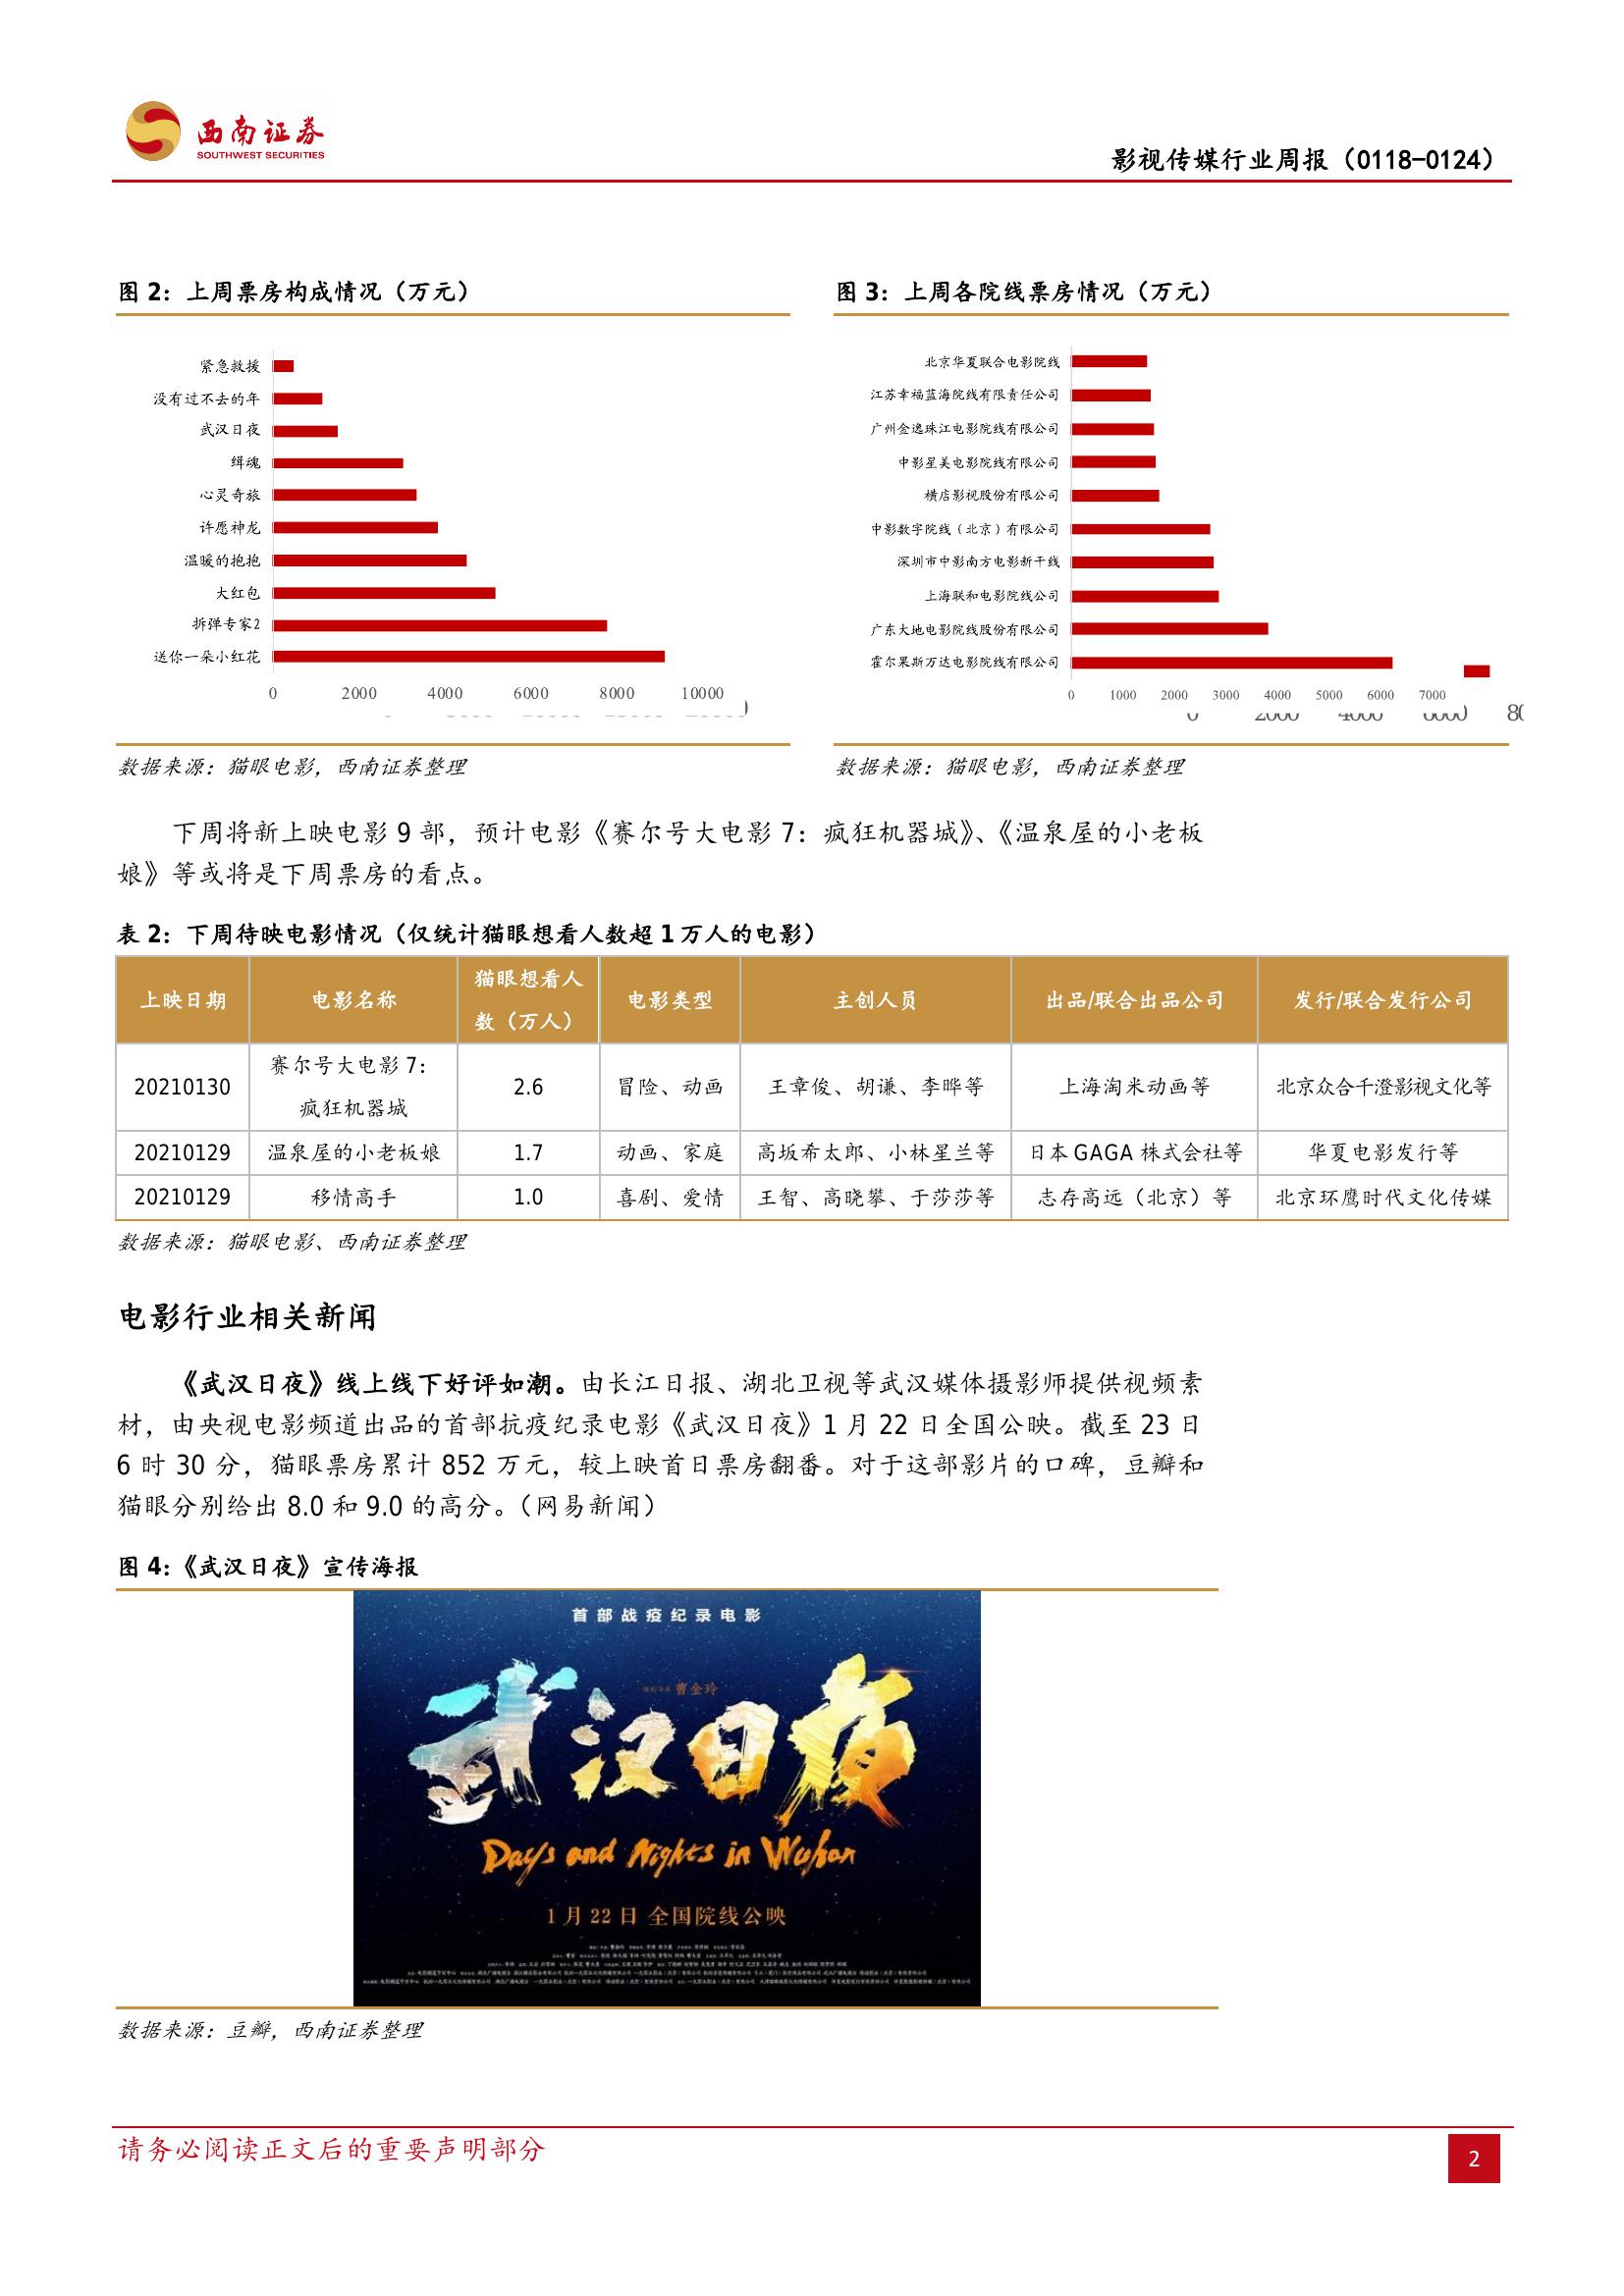 西南证券
SOUTHWEST SECURITIES
影视传媒行业周报（0118-0124）
图 2：上周票房构成情况（万元）
紧急救援
没有过不去的年
武汉日夜
缉魂
心灵奇旅
许愿神龙
温暖的抱抱
大红包
拆弹专家2
送你一朵小红花
0 2000 4000 6000 8000 10000
数据来源：猫眼电影，西南证券整理
图 3：上周各院线票房情况（万元）
北京华夏联合电影院线
江苏幸福蓝海院线有限责任公司
广州金逸珠江电影院线有限公司
中影星美电影院线有限公司
横店影视股份有限公司
中影数字院线（北京）有限公司
深圳市中影南方电影新干线
上海联和电影院线公司
广东大地电影院线股份有限公司
霍尔果斯万达电影院线有限公司
0 1000 2000 3000 4000 5000 6000 7000
数据来源：猫眼电影，西南证券整理
下周将新上映电影 9 部，预计电影《赛尔号大电影 7：疯狂机器城》、《温泉屋的小老板
娘》等或将是下周票房的看点。
表 2：下周待映电影情况（仅统计猫眼想看人数超 1 万人的电影）
上映日期 电影名称 猫眼想看人数（万人） 电影类型 主创人员 出品/联合出品公司 发行/联合发行公司
20210130 赛尔号大电影 7：疯狂机器城 2.6 冒险、动画 王章俊、胡谦、李晔等 上海淘米动画等 北京众合千澄影视文化等
20210129 温泉屋的小老板娘 1.7 动画、家庭 高坂希太郎、小林星兰等 日本 GAGA 株式会社等 华夏电影发行等
20210129 移情高手 1.0 喜剧、爱情 王智、高晓攀、于莎莎等 志存高远（北京）等 北京环鹰时代文化传媒
数据来源：猫眼电影、西南证券整理
电影行业相关新闻
《武汉日夜》线上线下好评如潮。由长江日报、湖北卫视等武汉媒体摄影师提供视频素
材，由央视电影频道出品的首部抗疫纪录电影《武汉日夜》1 月 22 日全国公映。截至 23 日
6 时 30 分，猫眼票房累计 852 万元，较上映首日票房翻番。对于这部影片的口碑，豆瓣和
猫眼分别给出 8.0 和 9.0 的高分。（网易新闻）
图 4：《武汉日夜》宣传海报
首部战疫纪录电影
曹金玲
武汉日夜
Days and Nights in Wuhan
1月22日 全国院线公映
数据来源：豆瓣，西南证券整理
请务必阅读正文后的重要声明部分
2